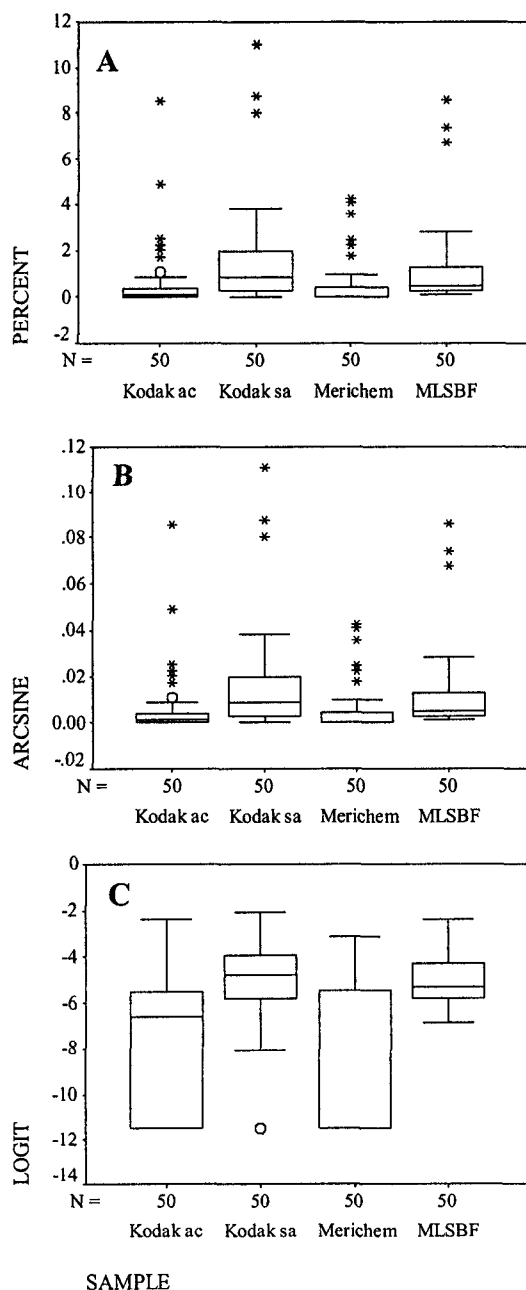 12
10
8
6
4
2
0
-2
A
PERCENT
N = 50 50 50 50
Kodak ac Kodak sa Merichem MLSBF
.12
.10
.08
.06
.04
.02
0.00
-.02
B
ARCSINE
N = 50 50 50 50
Kodak ac Kodak sa Merichem MLSBF
0
-2
-4
-6
-8
-10
-12
-14
C
LOGIT
N = 50 50 50 50
Kodak ac Kodak sa Merichem MLSBF
SAMPLE